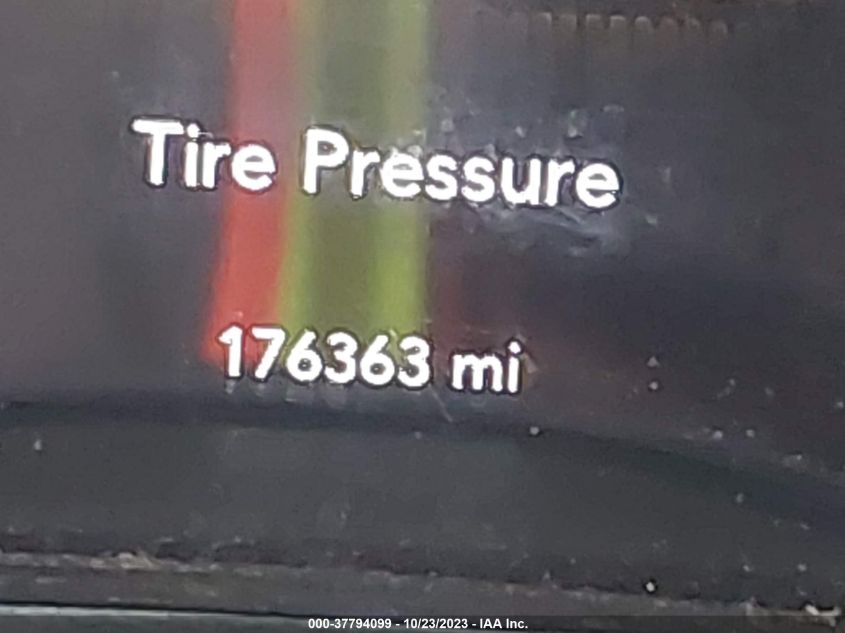 Tire Pressure
176363 mi
000-37794099 - 10/23/2023 - IAA Inc.